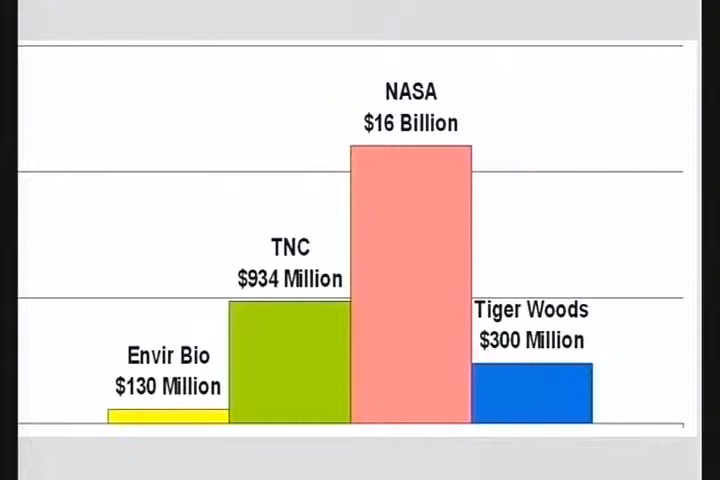 NASA
$16 Billion
TNC
$934 Million
Tiger Woods
$300 Million
Envir Bio
$130 Million